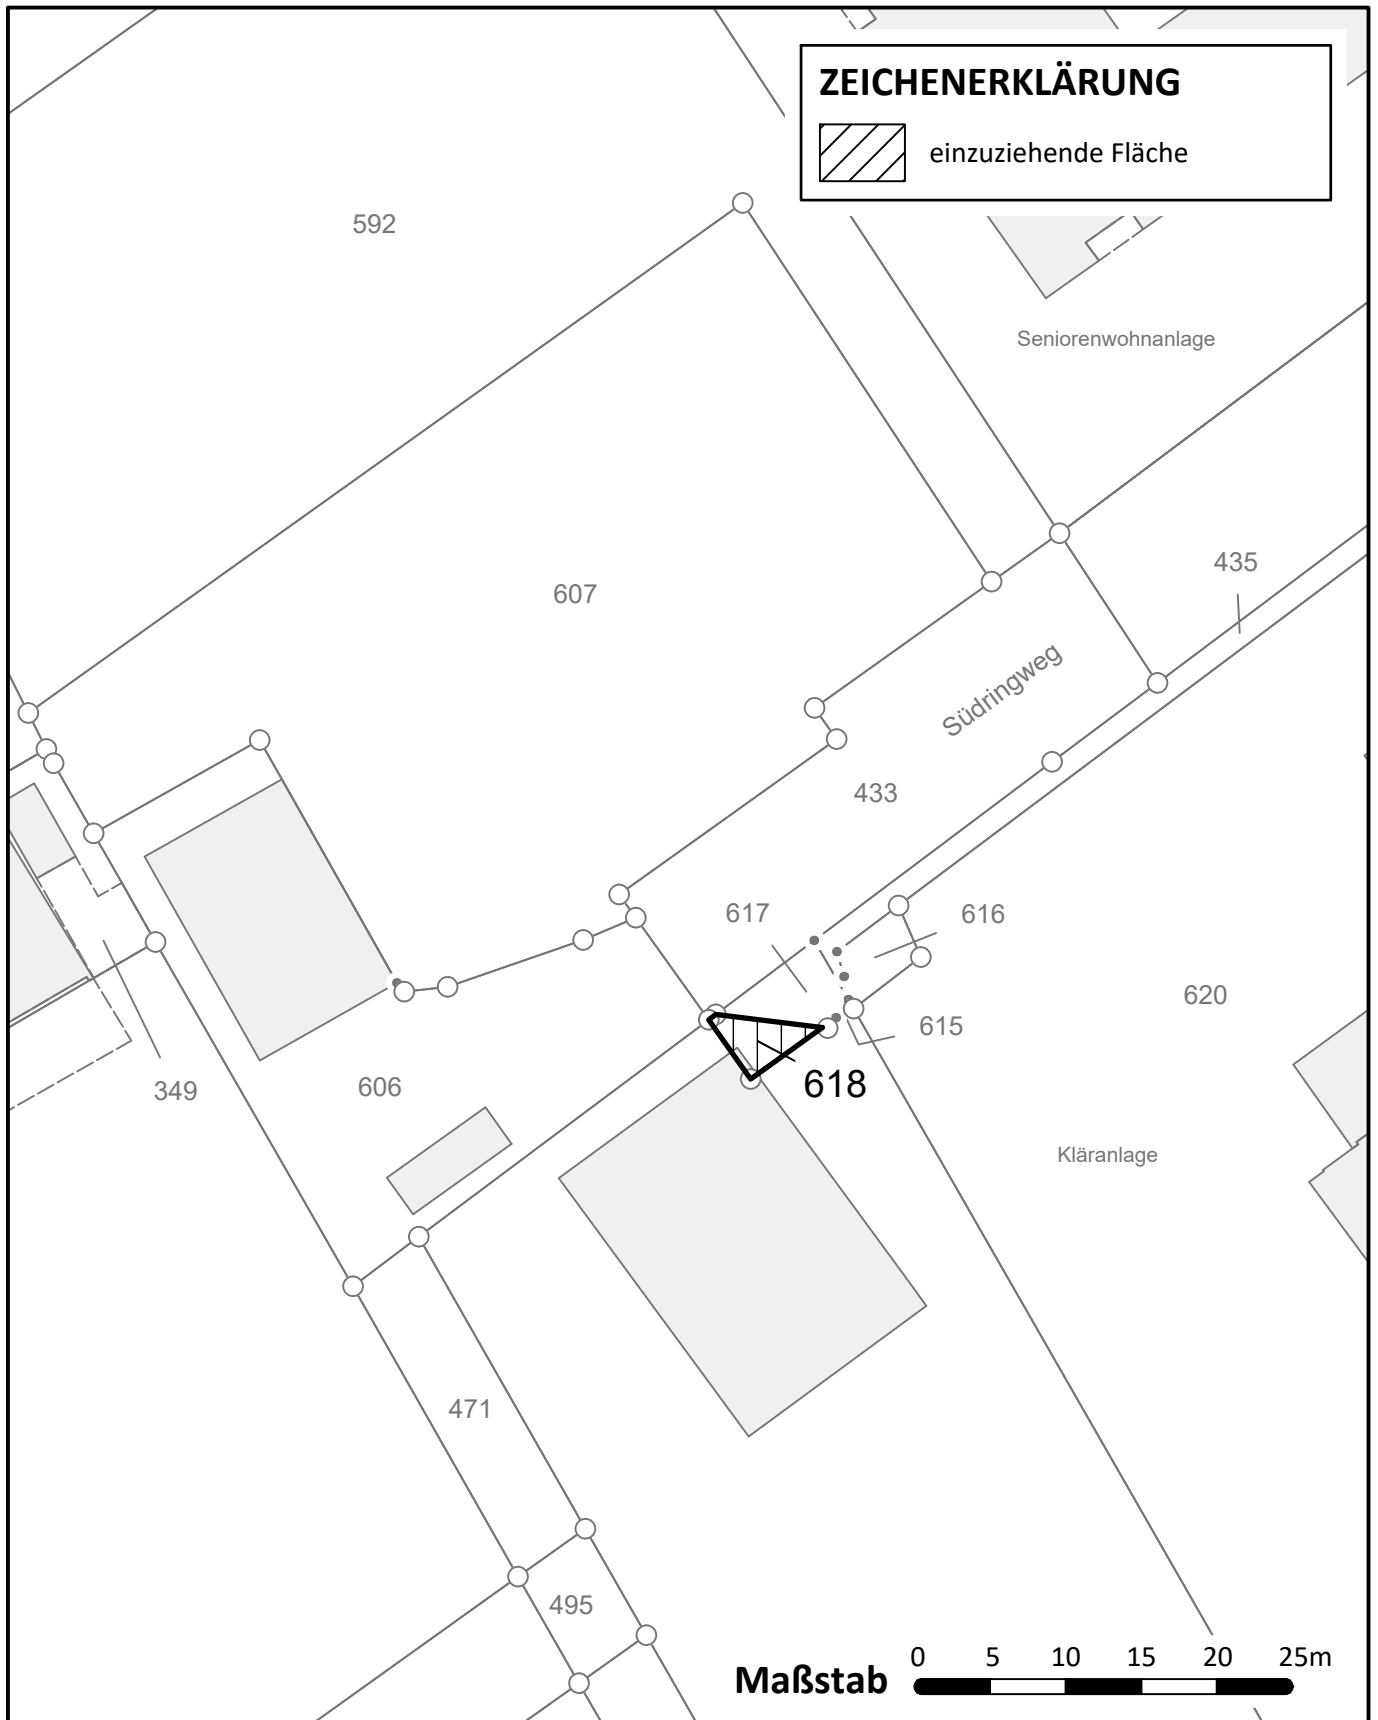 ZEICHENERKLÄRUNG
einzuziehende Fläche
592
Seniorenwohnanlage
435
607
Südringweg
433
617
616
620
615
618
349
606
Kläranlage
471
495
Maßstab
0 5 10 15 20 25m